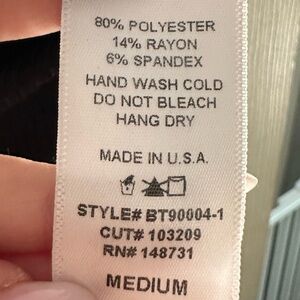 80% POLYESTER
14% RAYON
6% SPANDEX
HAND WASH COLD
DO NOT BLEACH
HANG DRY
MADE IN U.S.A.
STYLE# BT90004-1
CUT# 103209
RN# 148731
MEDIUM